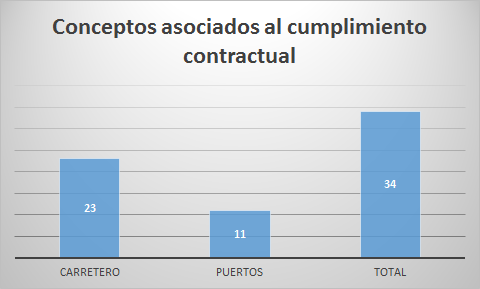 Conceptos asociados al cumplimiento
contractual
23
11
34
CARRETERO
PUERTOS
TOTAL